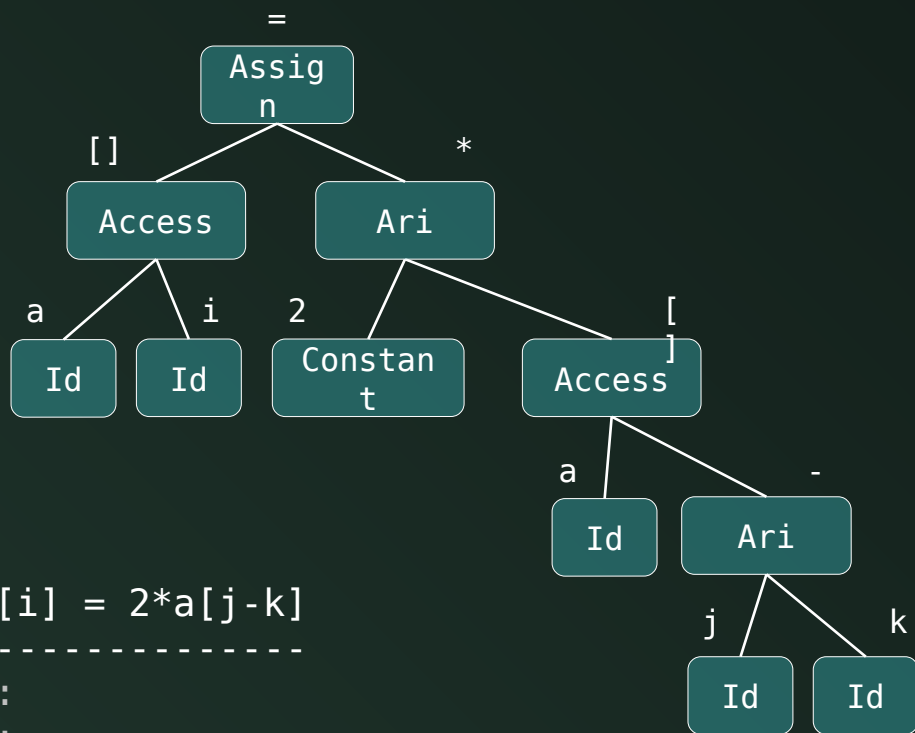 =
Assig
n
[]
*
Access
Ari
a
i
2
[
]
Id
Id
Constan
t
Access
a
-
Id
Ari
[i] = 2*a[j-k]
--------------
j
k
:
Id
Id